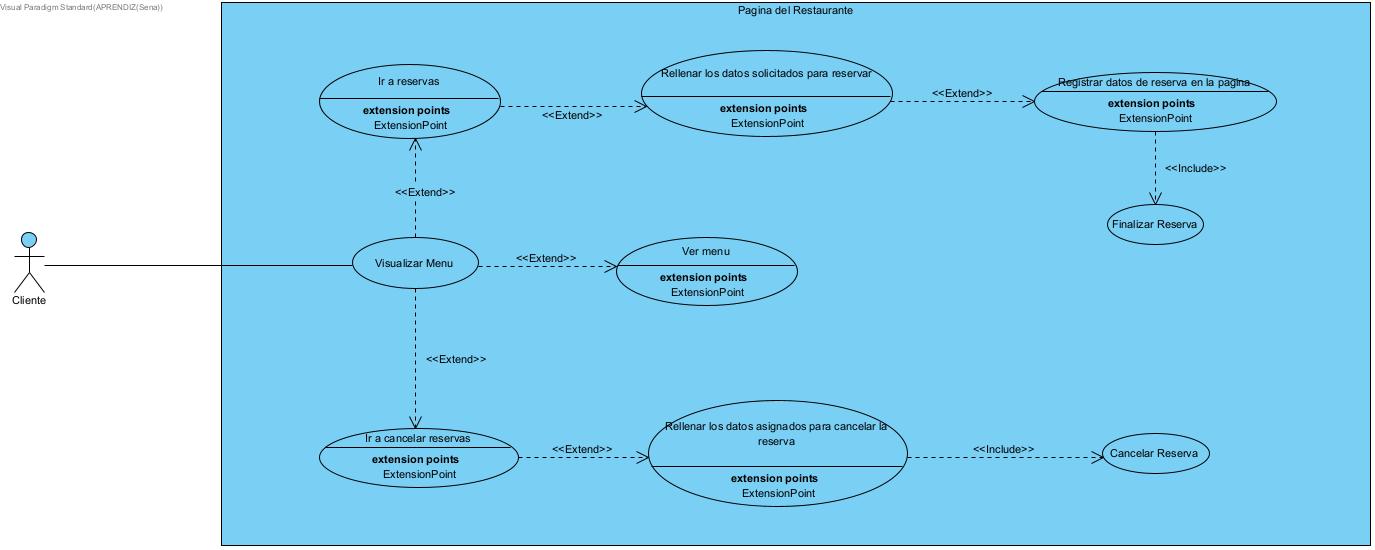 Visual Paradigm Standard(APRENDIZ(Sena))
Pagina del Restaurante
Ir a reservas
extension points
ExtensionPoint
<<Extend>>
Rellenar los datos solicitados para reservar
extension points
ExtensionPoint
<<Extend>>
Registrar datos de reserva en la pagina
extension points
ExtensionPoint
<<Include>>
Finalizar Reserva
<<Extend>>
Cliente
Visualizar Menu
<<Extend>>
Ver menu
extension points
ExtensionPoint
<<Extend>>
Ir a cancelar reservas
extension points
ExtensionPoint
<<Extend>>
Rellenar los datos asignados para cancelar la
reserva
extension points
ExtensionPoint
<<Include>>
Cancelar Reserva